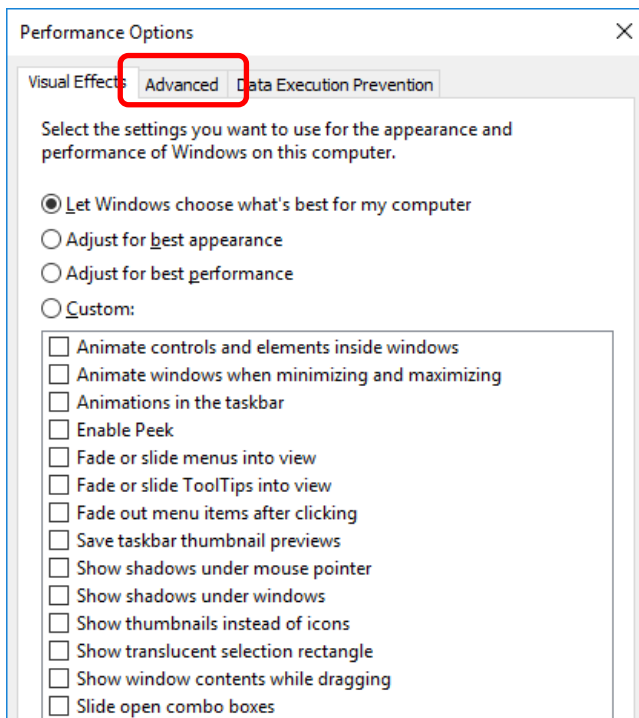 Performance Options
Visual Effects Advanced Data Execution Prevention
Select the settings you want to use for the appearance and
performance of Windows on this computer.
Let Windows choose what's best for my computer
Adjust for best appearance
Adjust for best performance
Custom:
Animate controls and elements inside windows
Animate windows when minimizing and maximizing
Animations in the taskbar
Enable Peek
Fade or slide menus into view
Fade or slide ToolTips into view
Fade out menu items after clicking
Save taskbar thumbnail previews
Show shadows under mouse pointer
Show shadows under windows
Show thumbnails instead of icons
Show translucent selection rectangle
Show window contents while dragging
Slide open combo boxes